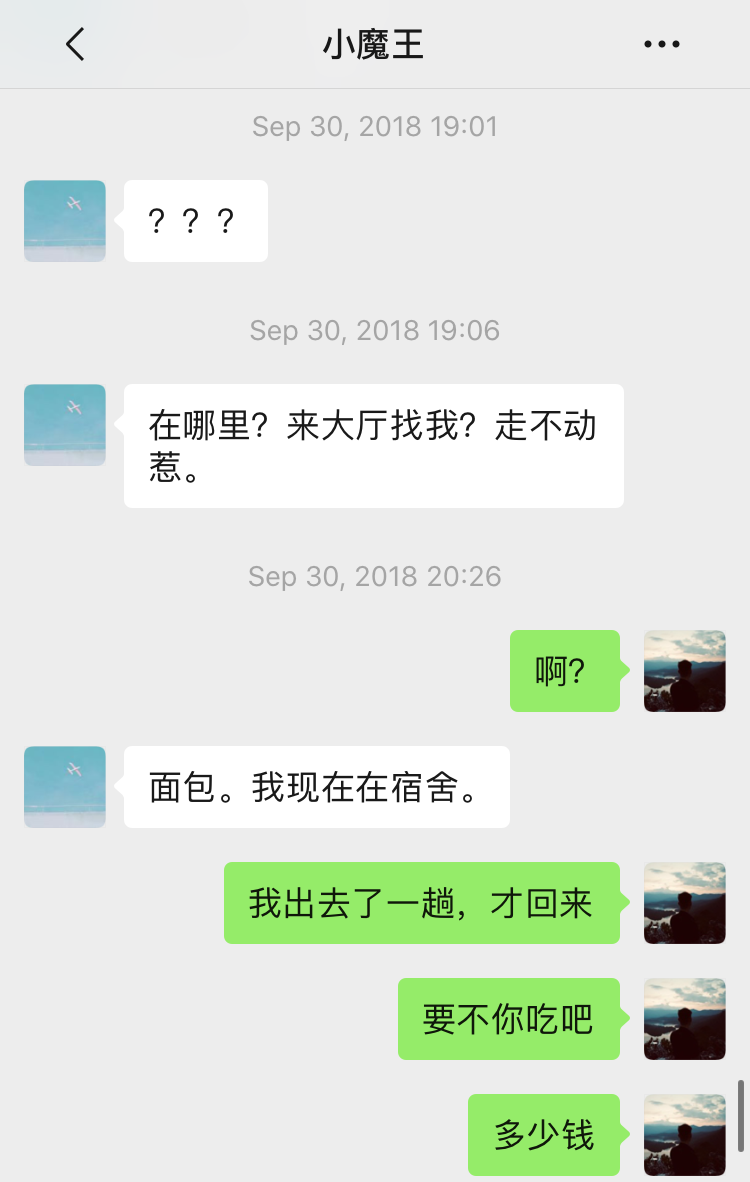 小魔王
Sep 30, 2018 19:01
？？？
Sep 30, 2018 19:06
在哪里？来大厅找我？走不动
惹。
Sep 30, 2018 20:26
啊？
面包。我现在在宿舍。
我出去了一趟，才回来
要不你吃吧
多少钱